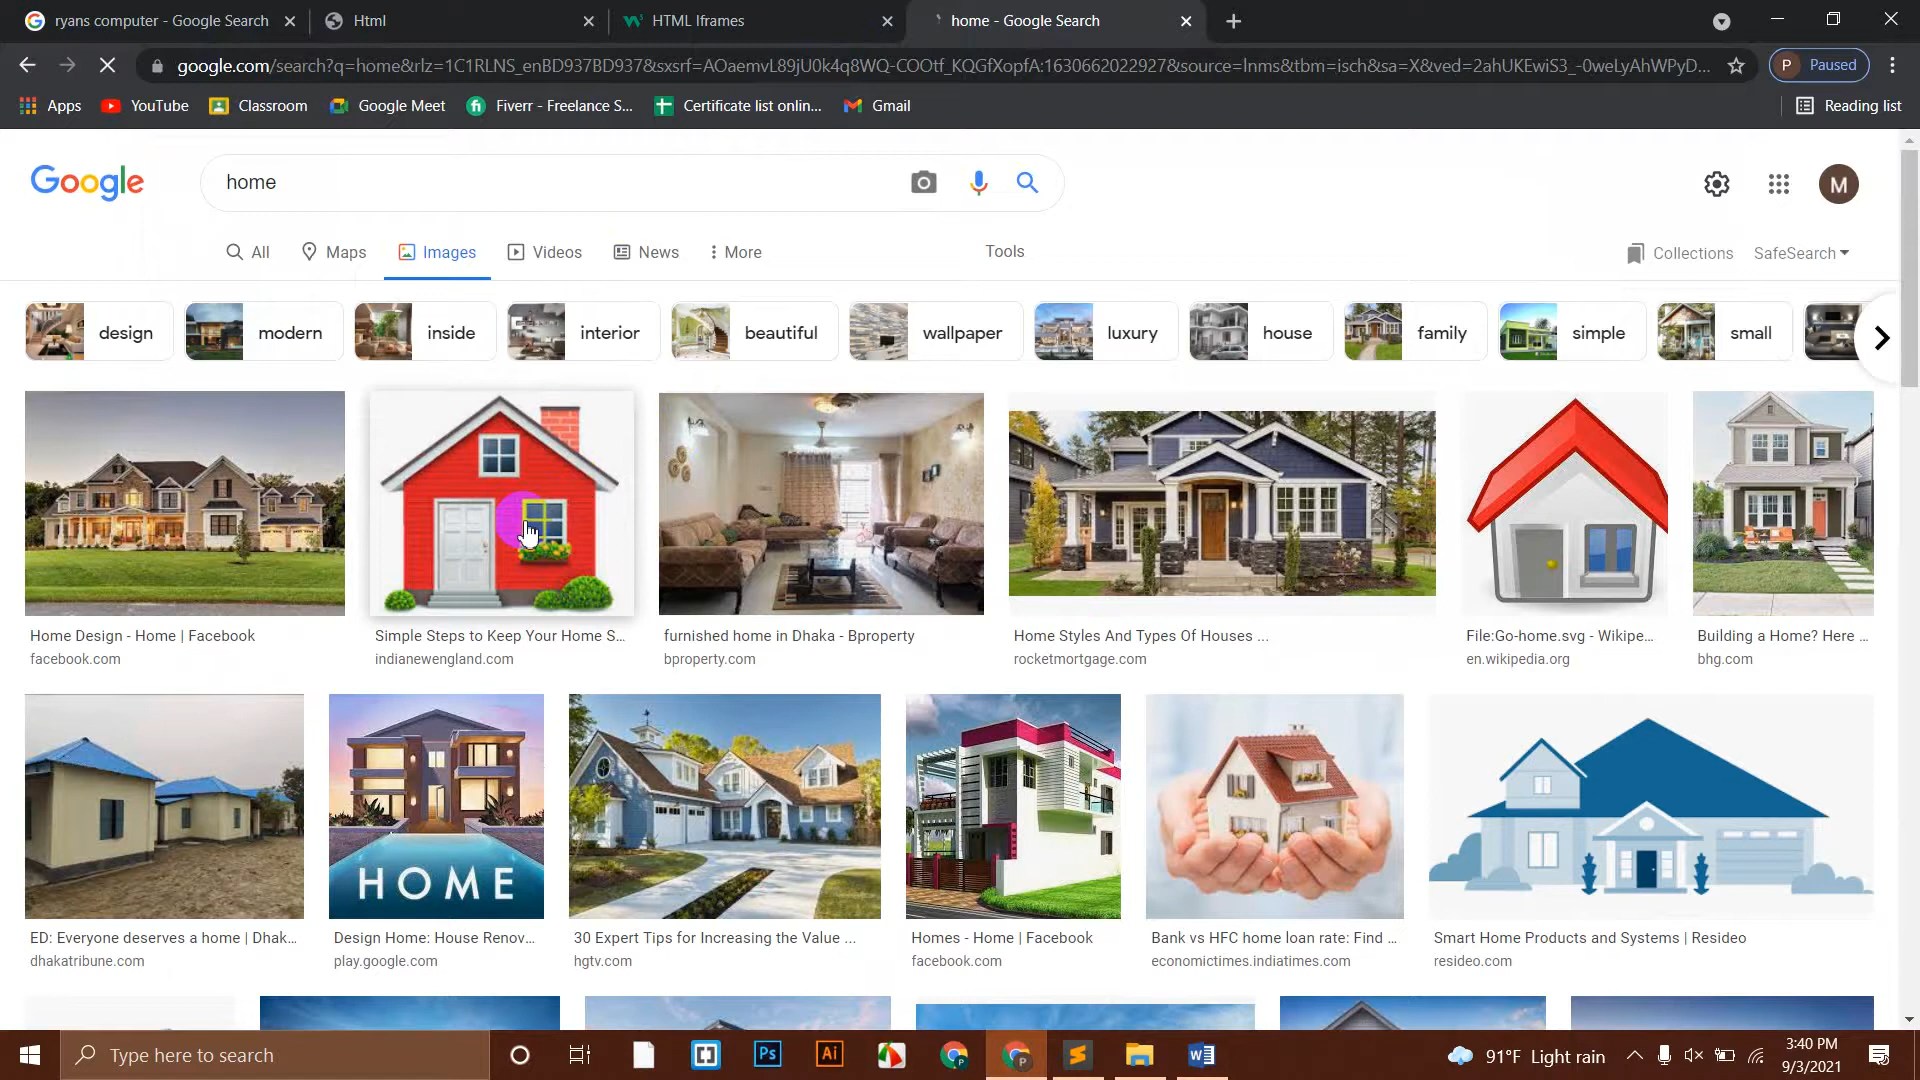 ryans computer - Google Search
Html
HTML Iframes
home - Google Search
google.com/search?q=home&rlz=1C1RLNS_enBD937BD937&sxsrf=AOaemvL89jU0k4q8WQ-COOtf_KQGfXopfA:1630662022927&source=lnms&tbm=isch&sa=X&ved=2ahUKEwiS3_-0weLyAhWPyD...
P Paused
Apps
YouTube
Classroom
Google Meet
Fiverr - Freelance S...
Certificate list onlin...
Gmail
Reading list
Google
home
M
All
Maps
Images
Videos
News
More
Tools
Collections
SafeSearch
design
modern
inside
interior
beautiful
wallpaper
luxury
house
family
simple
small
Home Design - Home | Facebook
facebook.com
Simple Steps to Keep Your Home S...
indianewengland.com
furnished home in Dhaka - Bproperty
bproperty.com
Home Styles And Types Of Houses ...
rocketmortgage.com
File:Go-home.svg - Wikipe...
en.wikipedia.org
Building a Home? Here ...
bhg.com
HOME
ED: Everyone deserves a home | Dhak...
dhakatribune.com
Design Home: House Renov...
play.google.com
30 Expert Tips for Increasing the Value ...
hgtv.com
Homes - Home | Facebook
facebook.com
Bank vs HFC home loan rate: Find ...
economictimes.indiatimes.com
Smart Home Products and Systems | Resideo
resideo.com
Type here to search
Ps
Ai
P
P
W
91°F Light rain
3:40 PM
9/3/2021